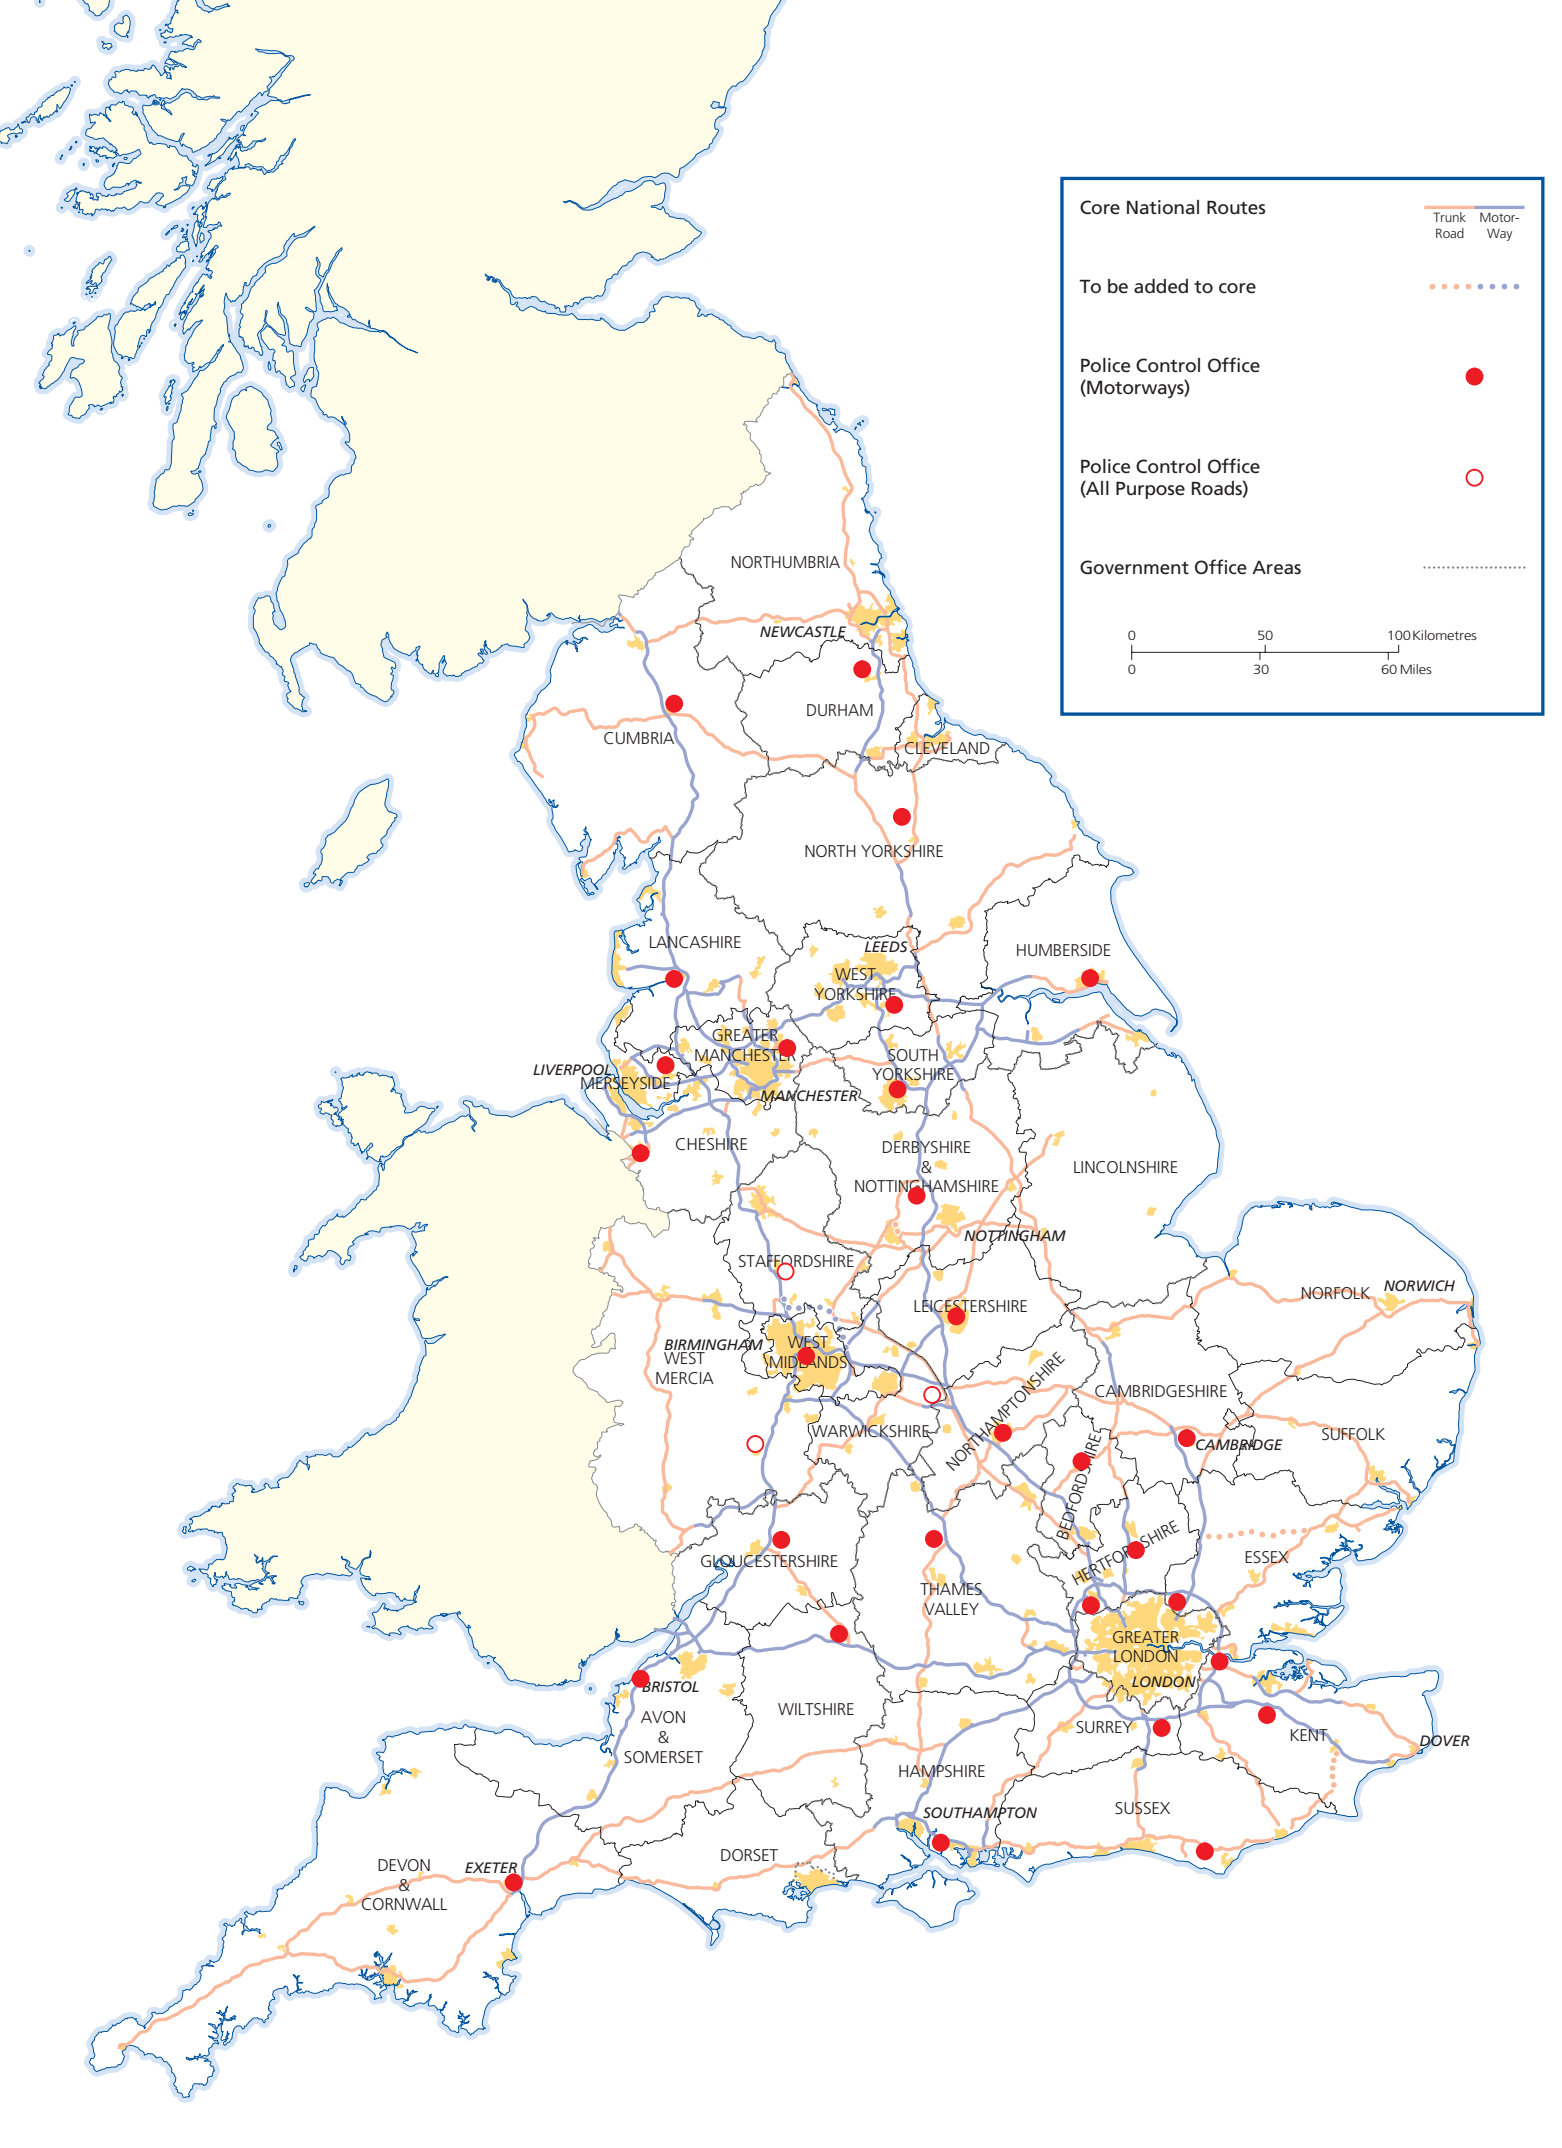 Core National Routes
Trunk Road
Motor-Way
To be added to core
Police Control Office
(Motorways)
Police Control Office
(All Purpose Roads)
Government Office Areas
0 50 100 Kilometres
0 30 60 Miles
NORTHUMBRIA
NEWCASTLE
DURHAM
CUMBRIA
CLEVELAND
NORTH YORKSHIRE
LANCASHIRE
LEEDS
HUMBERSIDE
WEST
YORKSHIRE
GREATER
MANCHESTER
SOUTH
YORKSHIRE
LIVERPOOL
MERSEYSIDE
MANCHESTER
CHESHIRE
DERBYSHIRE
&
NOTTINGHAMSHIRE
LINCOLNSHIRE
NOTTINGHAM
STAFFORDSHIRE
NORFOLK
NORWICH
LEICESTERSHIRE
BIRMINGHAM
WEST
MIDLANDS
WEST
MERCIA
NORTHAMPTONSHIRE
CAMBRIDGESHIRE
WARWICKSHIRE
SUFFOLK
CAMBRIDGE
BEDFORDSHIRE
HERTFORDSHIRE
GLOUCESTERSHIRE
ESSEX
THAMES
VALLEY
GREATER
LONDON
LONDON
BRISTOL
AVON
&
SOMERSET
WILTSHIRE
SURREY
KENT
DOVER
HAMPSHIRE
SOUTHAMPTON
SUSSEX
DORSET
DEVON
&
CORNWALL
EXETER